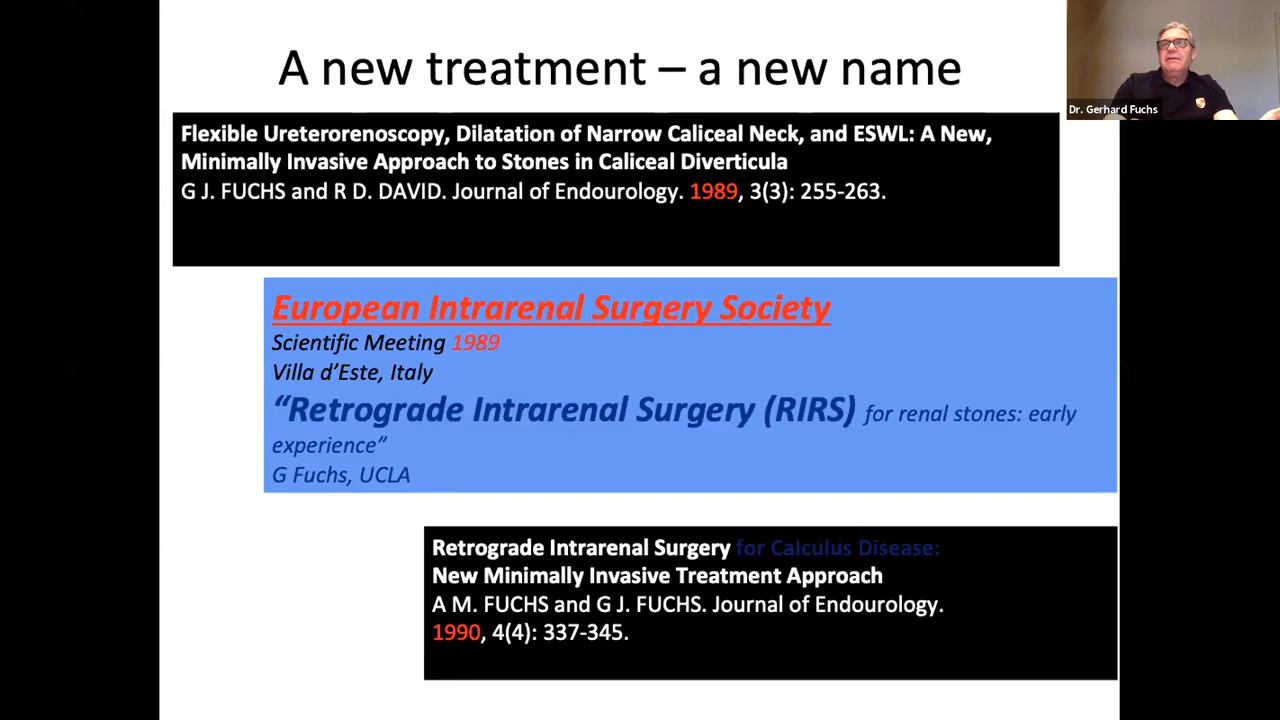 A new treatment – a new name
Dr. Gerhard Fuchs
Flexible Ureterorenoscopy, Dilatation of Narrow Caliceal Neck, and ESWL: A New,
Minimally Invasive Approach to Stones in Caliceal Diverticula
G J. FUCHS and R D. DAVID. Journal of Endourology. 1989, 3(3): 255-263.
European Intrarenal Surgery Society
Scientific Meeting 1989
Villa d’Este, Italy
“Retrograde Intrarenal Surgery (RIRS) for renal stones: early
experience”
G Fuchs, UCLA
Retrograde Intrarenal Surgery for Calculus Disease:
New Minimally Invasive Treatment Approach
A M. FUCHS and G J. FUCHS. Journal of Endourology.
1990, 4(4): 337-345.